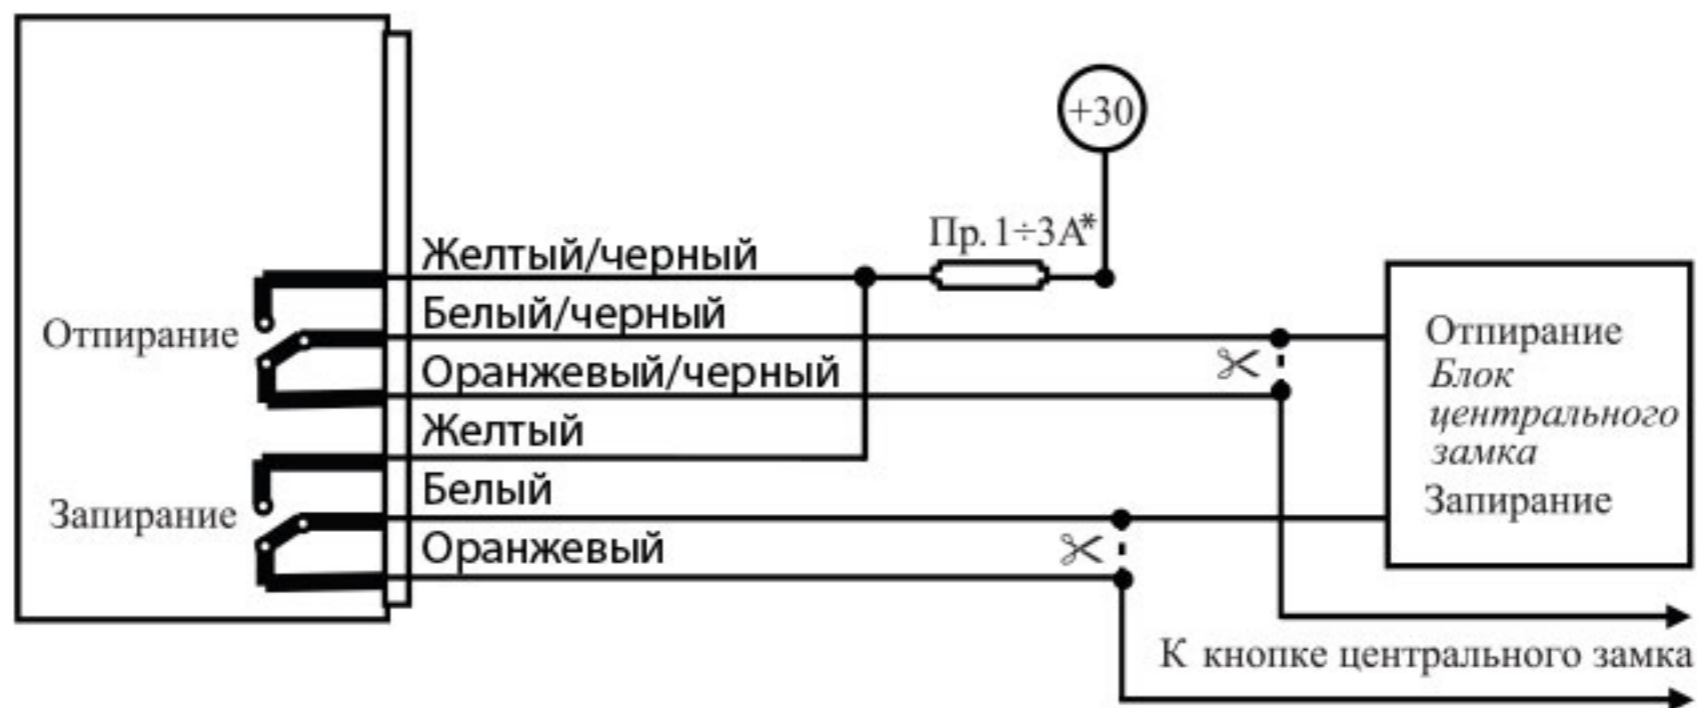 +30
Пр. 1÷3А*
Желтый/черный
Белый/черный
Отпирание
Оранжевый/черный
Желтый
Белый
Запирание
Оранжевый
Отпирание
Блок
центрального
замка
Запирание
К кнопке центрального замка